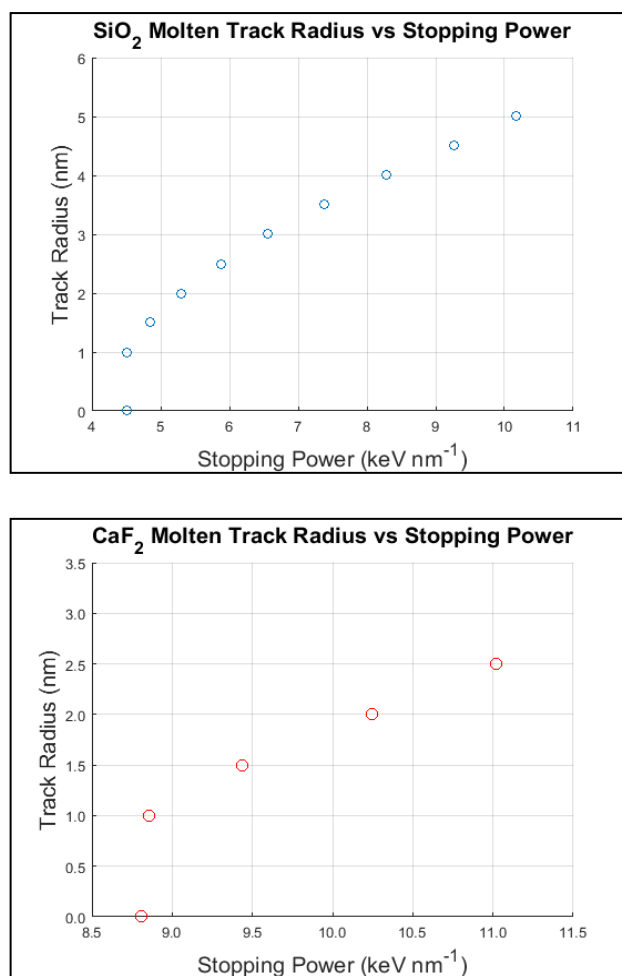 SiO₂ Molten Track Radius vs Stopping Power
6
5
4
3
2
1
0
Track Radius (nm)
4 5 6 7 8 9 10 11
Stopping Power (keV nm⁻¹)
CaF₂ Molten Track Radius vs Stopping Power
3.5
3.0
2.5
2.0
1.5
1.0
0.5
0.0
Track Radius (nm)
8.5 9.0 9.5 10.0 10.5 11.0 11.5
Stopping Power (keV nm⁻¹)